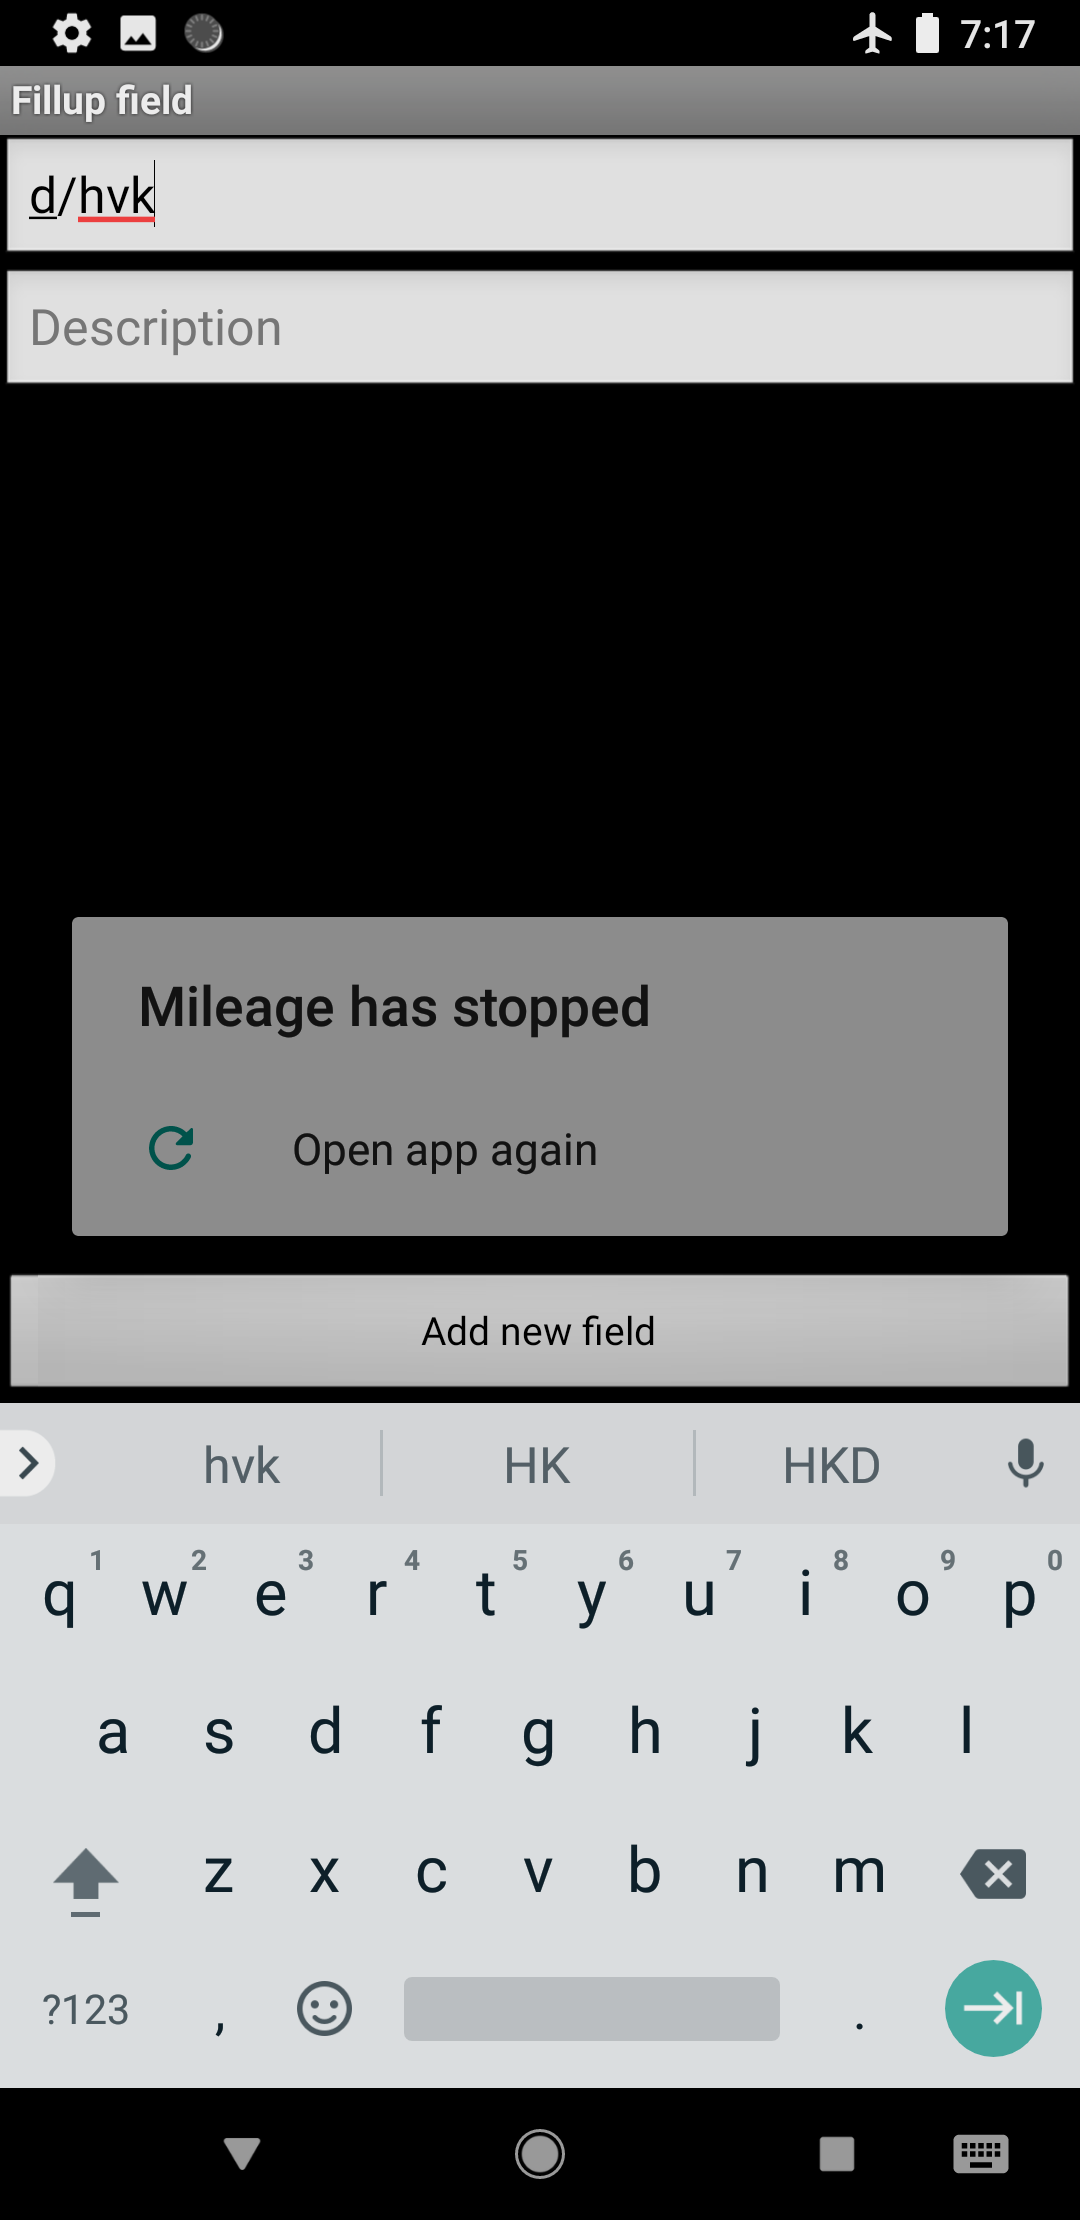 7:17
Fillup field
d/hvk
Description
Mileage has stopped
Open app again
Add new field
hvk HK HKD
1 2 3 4 5 6 7 8 9 0
q w e r t y u i o p
a s d f g h j k l
z x c v b n m
?123 , .